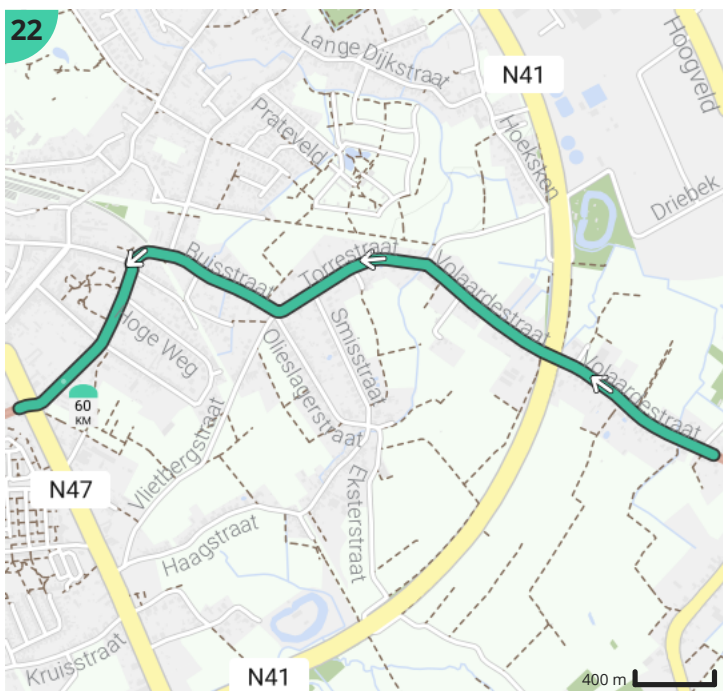 22
Lange Dijkstraat
N41
Hoogveld
Prateveld
Hoeksken
Driebek
Buisstraat
Torrestraat
Volaardestraat
Hoge Weg
Smisstraat
Olieslagerstraat
Volaardestraat
60
KM
Vlietbergstraat
N47
Eksterstraat
Haagstraat
Kruisstraat
N41
400 m